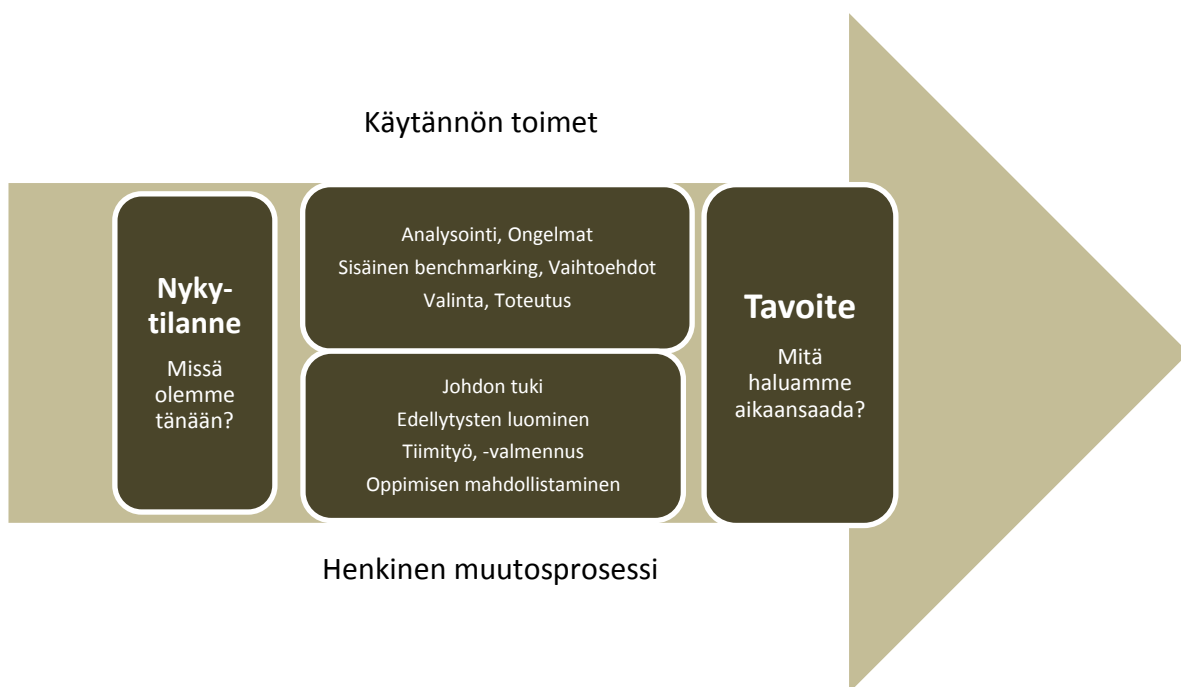 Käytännön toimet
Nyky-
tilanne
Missä
olemme
tänään?
Analysointi, Ongelmat
Sisäinen benchmarking, Vaihtoehdot
Valinta, Toteutus
Johdon tuki
Edellytysten luominen
Tiimityö, -valmennus
Oppimisen mahdollistaminen
Tavoite
Mitä
haluamme
aikaansaada?
Henkinen muutosprosessi